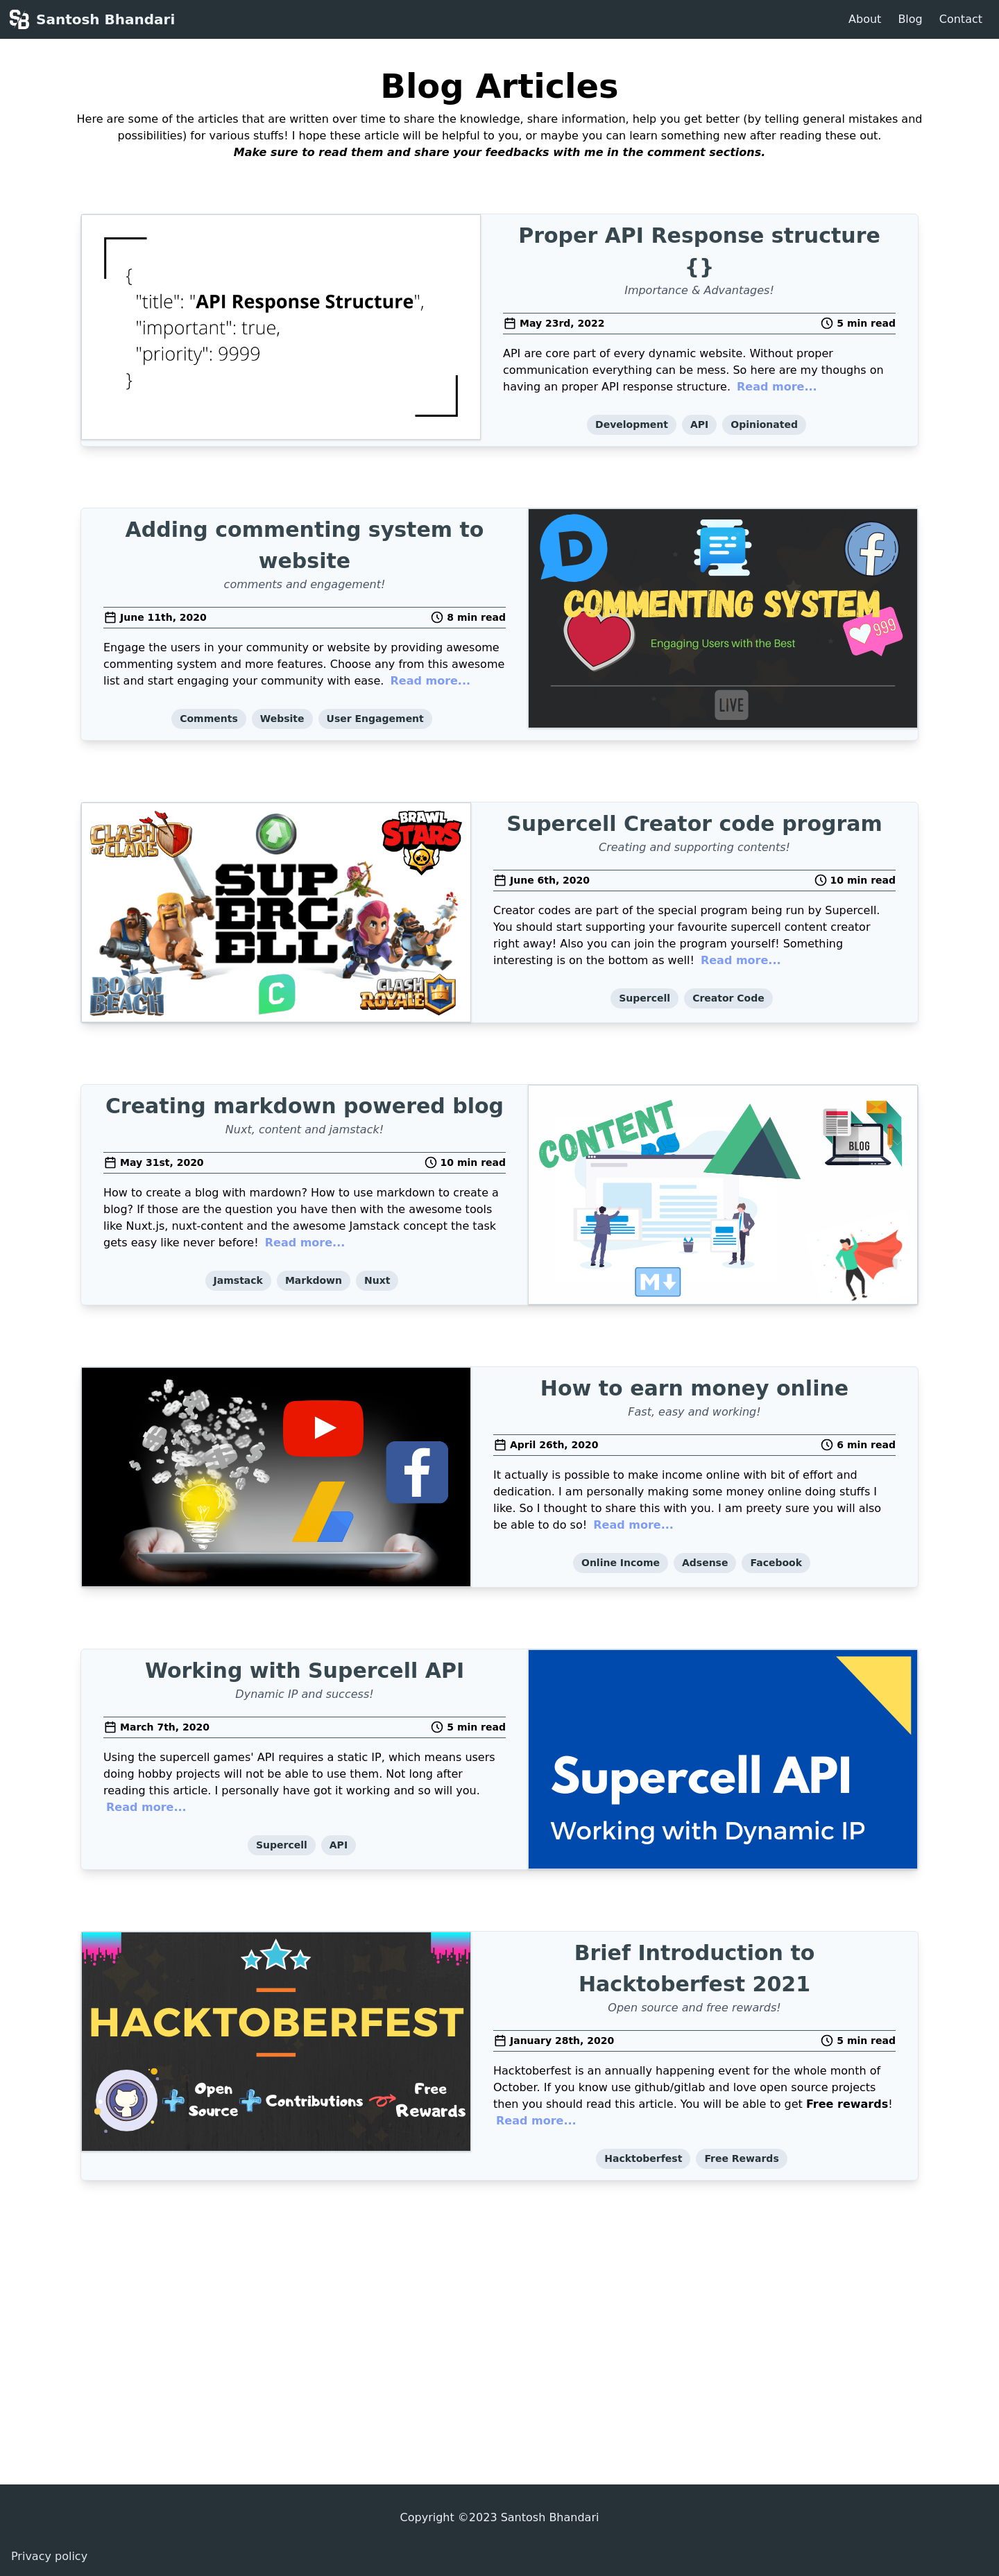 SB Santosh Bhandari
About Blog Contact
Blog Articles
Here are some of the articles that are written over time to share the knowledge, share information, help you get better (by telling general mistakes and
possibilities) for various stuffs! I hope these article will be helpful to you, or maybe you can learn something new after reading these out.
Make sure to read them and share your feedbacks with me in the comment sections.
{
"title": "API Response Structure",
"important": true,
"priority": 9999
}
Proper API Response structure
{}
Importance & Advantages!
May 23rd, 2022 5 min read
API are core part of every dynamic website. Without proper
communication everything can be mess. So here are my thoughs on
having an proper API response structure. Read more...
Development API Opinionated
Adding commenting system to
website
comments and engagement!
June 11th, 2020 8 min read
Engage the users in your community or website by providing awesome
commenting system and more features. Choose any from this awesome
list and start engaging your community with ease. Read more...
Comments Website User Engagement
D
f
COMMENTING SYSTEM
999
Engaging Users with the Best
LIVE
CLASH
OF CLANS
BRAWL
STARS
SUP
ERC
ELL
BOOM
BEACH
C
CLASH
ROYALE
Supercell Creator code program
Creating and supporting contents!
June 6th, 2020 10 min read
Creator codes are part of the special program being run by Supercell.
You should start supporting your favourite supercell content creator
right away! Also you can join the program yourself! Something
interesting is on the bottom as well! Read more...
Supercell Creator Code
Creating markdown powered blog
Nuxt, content and jamstack!
May 31st, 2020 10 min read
How to create a blog with mardown? How to use markdown to create a
blog? If those are the question you have then with the awesome tools
like Nuxt.js, nuxt-content and the awesome Jamstack concept the task
gets easy like never before! Read more...
Jamstack Markdown Nuxt
CONTENT
BLOG
M
f
How to earn money online
Fast, easy and working!
April 26th, 2020 6 min read
It actually is possible to make income online with bit of effort and
dedication. I am personally making some money online doing stuffs I
like. So I thought to share this with you. I am preety sure you will also
be able to do so! Read more...
Online Income Adsense Facebook
Working with Supercell API
Dynamic IP and success!
March 7th, 2020 5 min read
Using the supercell games' API requires a static IP, which means users
doing hobby projects will not be able to use them. Not long after
reading this article. I personally have got it working and so will you.
Read more...
Supercell API
Supercell API
Working with Dynamic IP
HACKTOBERFEST
Open
Source
Contributions
Free
Rewards
Brief Introduction to
Hacktoberfest 2021
Open source and free rewards!
January 28th, 2020 5 min read
Hacktoberfest is an annually happening event for the whole month of
October. If you know use github/gitlab and love open source projects
then you should read this article. You will be able to get Free rewards!
Read more...
Hacktoberfest Free Rewards
Copyright ©2023 Santosh Bhandari
Privacy policy